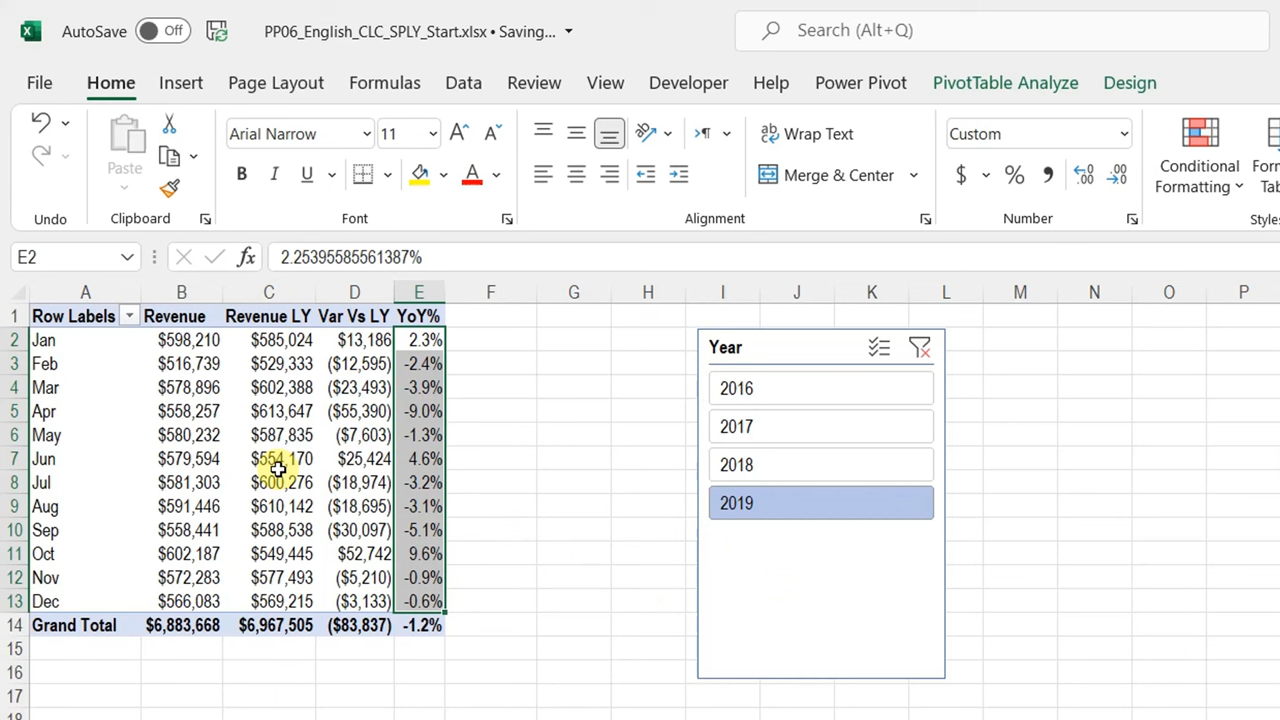 AutoSave Off PP06_English_CLC_SPLY_Start.xlsx • Saving... Search (Alt+Q)
File Home Insert Page Layout Formulas Data Review View Developer Help Power Pivot PivotTable Analyze Design
Arial Narrow 11 Wrap Text Custom
Paste B I U A Merge & Center $ % Conditional Formatting
Undo Clipboard Font Alignment Number Styles
E2 fx 2.25395585561387%
A B C D E F G H I J K L M N O P
1 Row Labels Revenue Revenue LY Var Vs LY YoY%
2 Jan $598,210 $585,024 $13,186 2.3%
3 Feb $516,739 $529,333 ($12,595) -2.4%
4 Mar $578,896 $602,388 ($23,493) -3.9%
5 Apr $558,257 $613,647 ($55,390) -9.0%
6 May $580,232 $587,835 ($7,603) -1.3%
7 Jun $579,594 $554,170 $25,424 4.6%
8 Jul $581,303 $600,276 ($18,974) -3.2%
9 Aug $591,446 $610,142 ($18,695) -3.1%
10 Sep $558,441 $588,538 ($30,097) -5.1%
11 Oct $602,187 $549,445 $52,742 9.6%
12 Nov $572,283 $577,493 ($5,210) -0.9%
13 Dec $566,083 $569,215 ($3,133) -0.6%
14 Grand Total $6,883,668 $6,967,505 ($83,837) -1.2%
15
16
17
Year
2016
2017
2018
2019